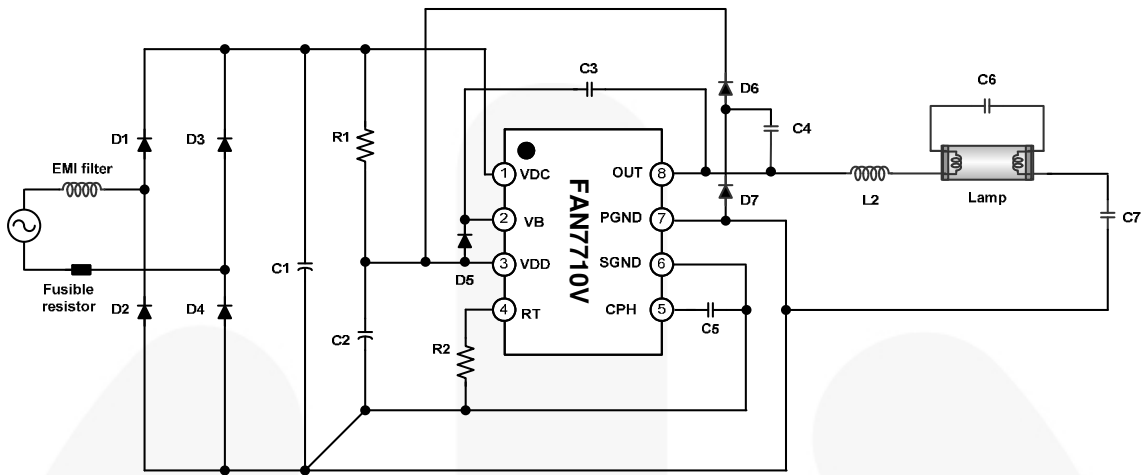 C3
D6
C6
D1
D3
R1
C4
EMI filter
1
VDC
OUT
8
L2
Lamp
D7
FAN7710V
2
VB
PGND
7
C7
Fusible
resistor
C1
D5
3
VDD
SGND
6
D2
D4
C2
4
RT
CPH
5
C5
R2